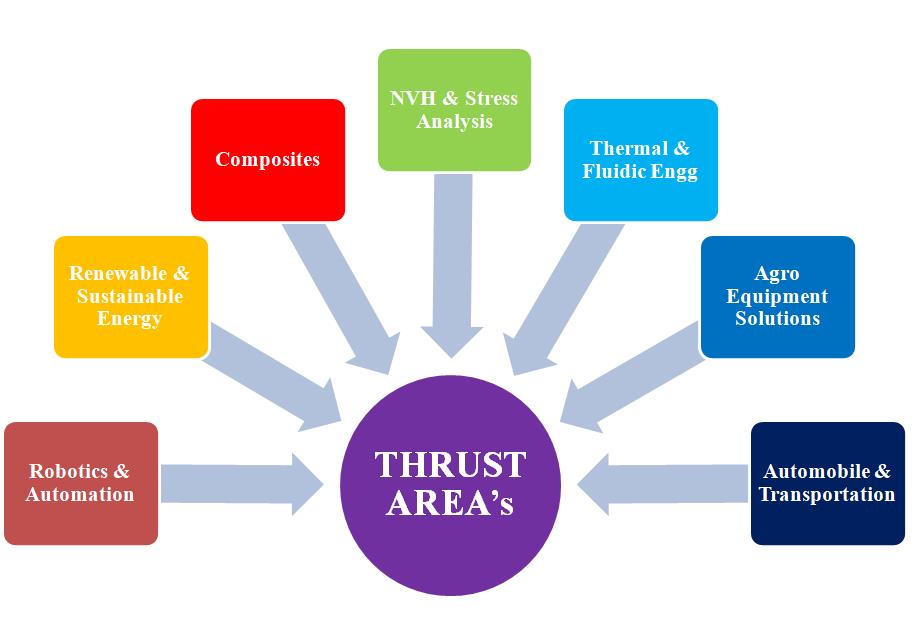 NVH & Stress
Analysis
Composites
Thermal &
Fluidic Engg
Renewable &
Sustainable
Energy
Agro
Equipment
Solutions
Robotics &
Automation
THRUST
AREA’s
Automobile &
Transportation